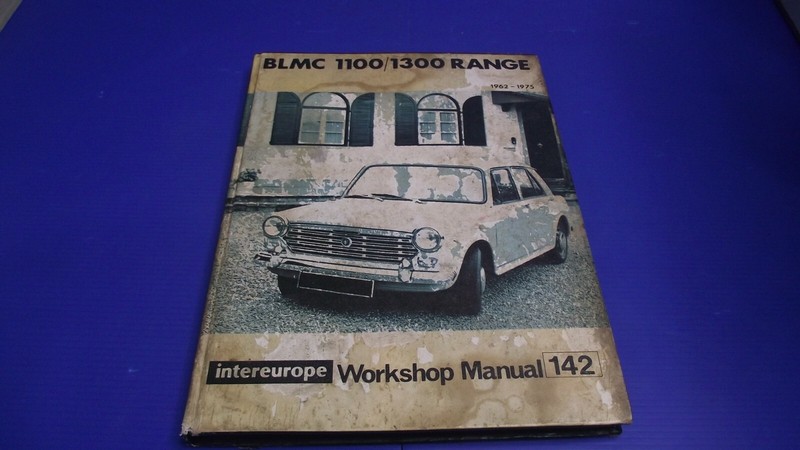 BLMC 1100/1300 RANGE
1962-1975
intereurope Workshop Manual 142